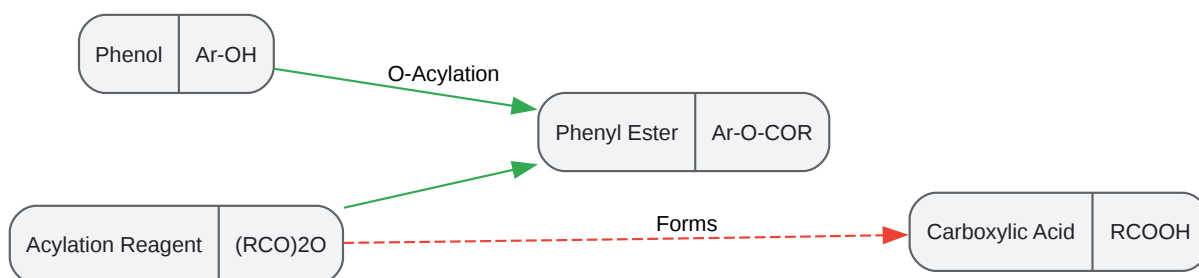 Phenol Ar-OH
O-Acylation
Phenyl Ester Ar-O-COR
Acylation Reagent (RCO)2O
Forms
Carboxylic Acid RCOOH